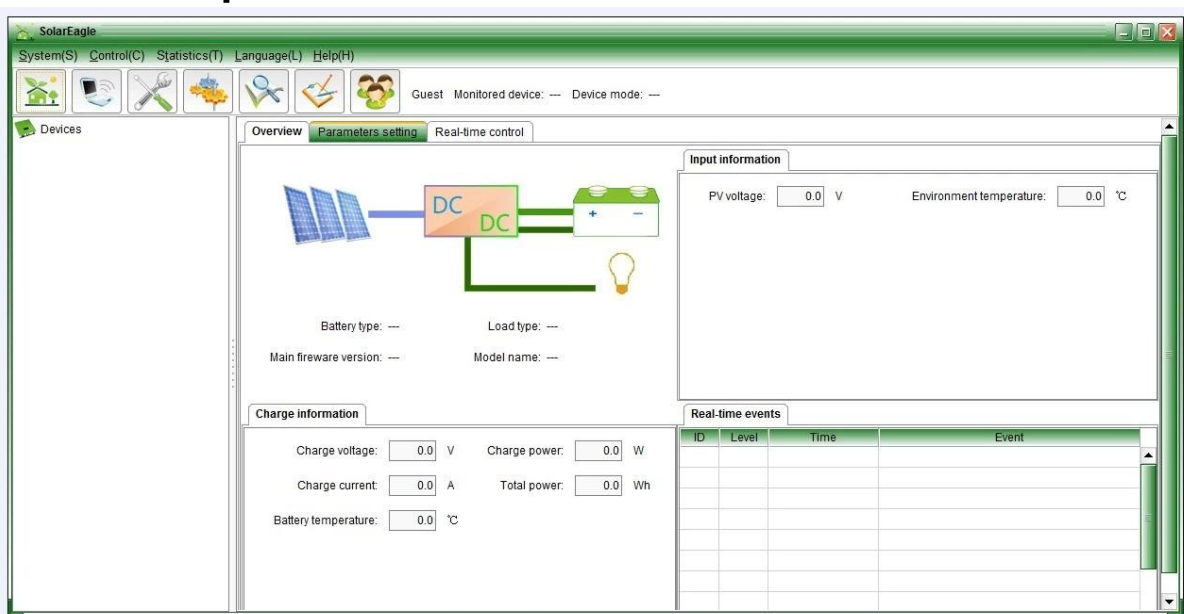 SolarEagle
System(S) Control(C) Statistics(T) Language(L) Help(H)
Guest Monitored device: --- Device mode: ---
Devices
Overview Parameters setting Real-time control
Input information
PV voltage: 0.0 V Environment temperature: 0.0 ℃
DC
DC
+ −
Battery type: --- Load type: ---
Main fireware version: --- Model name: ---
Charge information
Charge voltage: 0.0 V Charge power: 0.0 W
Charge current: 0.0 A Total power: 0.0 Wh
Battery temperature: 0.0 ℃
Real-time events
ID Level Time Event